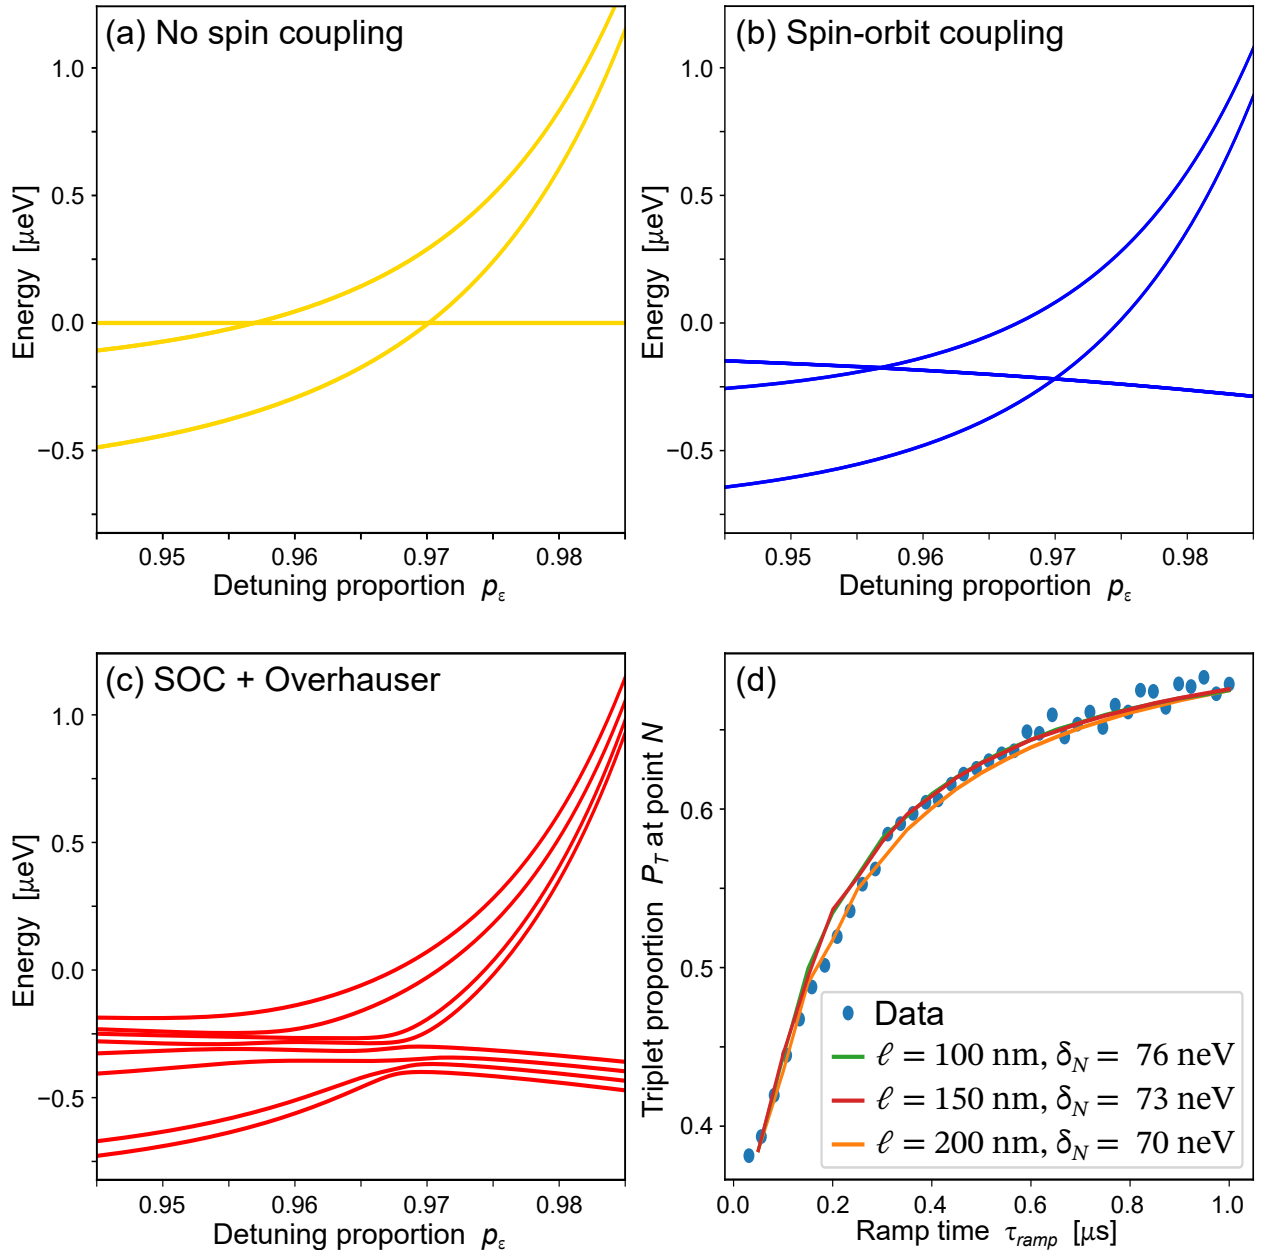 (a) No spin coupling
1.0
0.5
0.0
−0.5
Energy [μeV]
0.95 0.96 0.97 0.98
Detuning proportion pε
(b) Spin-orbit coupling
1.0
0.5
0.0
−0.5
Energy [μeV]
0.95 0.96 0.97 0.98
Detuning proportion pε
(c) SOC + Overhauser
1.0
0.5
0.0
−0.5
Energy [μeV]
0.95 0.96 0.97 0.98
Detuning proportion pε
(d)
0.6
0.5
0.4
Triplet proportion P_T at point N
Data
ℓ = 100 nm, δ_N = 76 neV
ℓ = 150 nm, δ_N = 73 neV
ℓ = 200 nm, δ_N = 70 neV
0.0 0.2 0.4 0.6 0.8 1.0
Ramp time τ_ramp [μs]